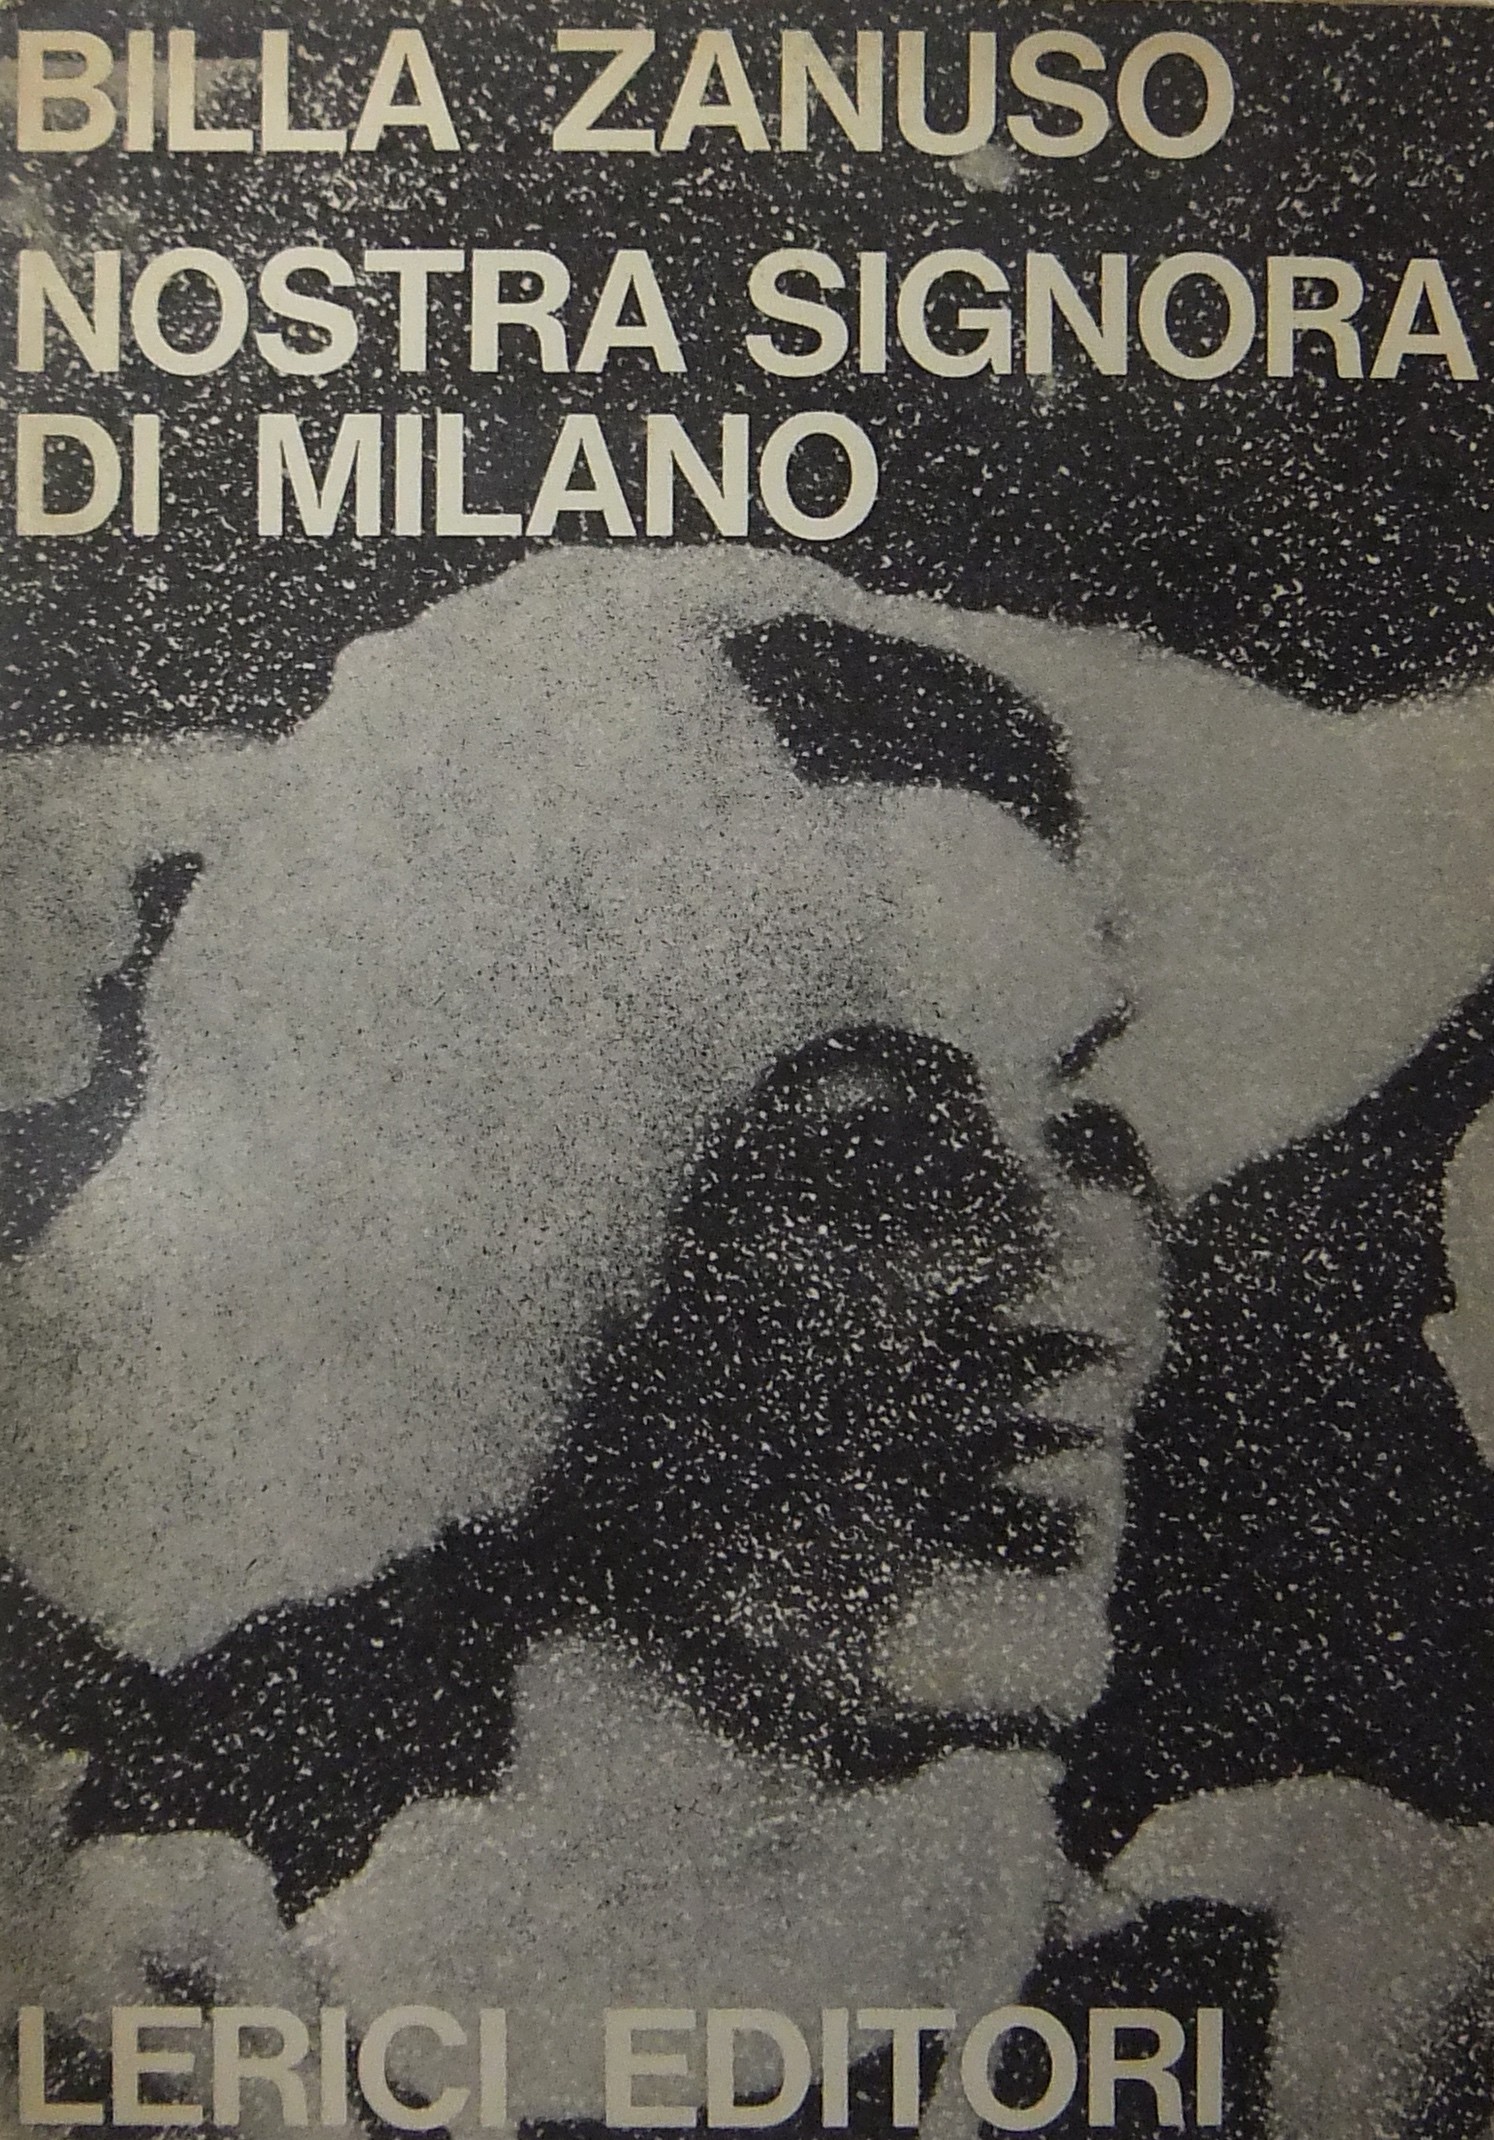 BILLA ZANUSO
NOSTRA SIGNORA
DI MILANO
LERICI EDITORI